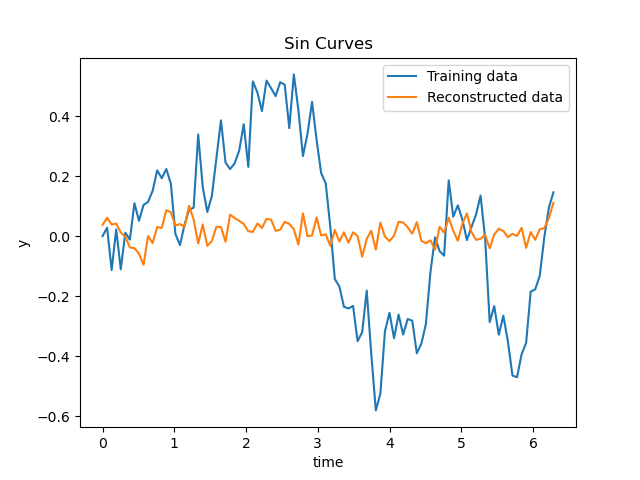 Sin Curves
Training data
Reconstructed data
y
0.4
0.2
0.0
−0.2
−0.4
−0.6
0 1 2 3 4 5 6
time